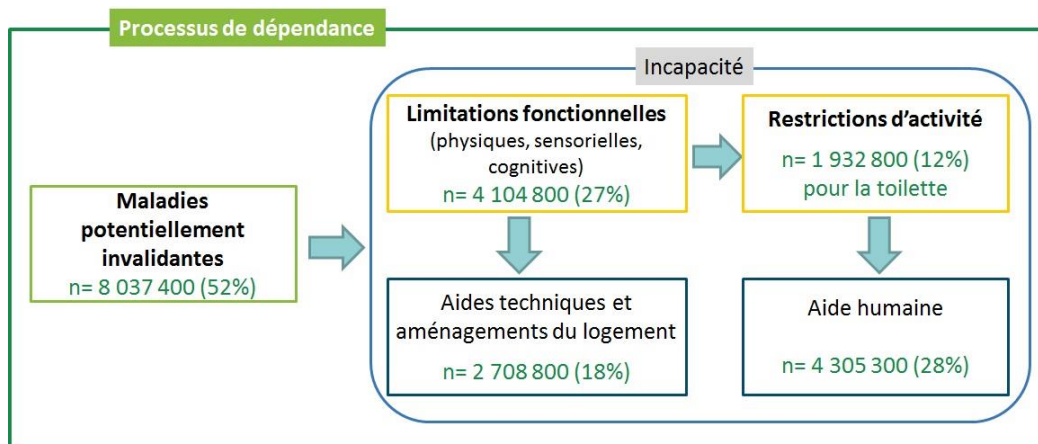 Processus de dépendance
Incapacité
Maladies
potentiellement
invalidantes
n= 8 037 400 (52%)
Limitations fonctionnelles
(physiques, sensorielles,
cognitives)
n= 4 104 800 (27%)
Restrictions d’activité
n= 1 932 800 (12%)
pour la toilette
Aides techniques et
aménagements du logement
n= 2 708 800 (18%)
Aide humaine
n= 4 305 300 (28%)